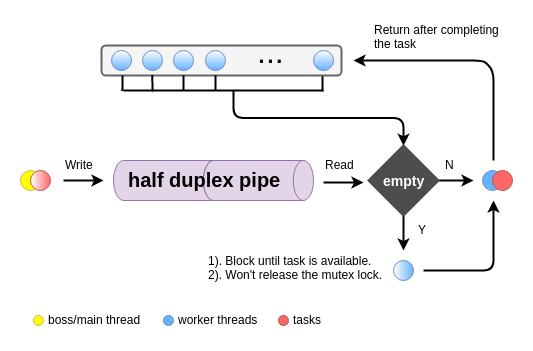 Return after completing
the task
...
Write
half duplex pipe
Read
empty
N
Y
1). Block until task is available.
2). Won't release the mutex lock.
boss/main thread
worker threads
tasks